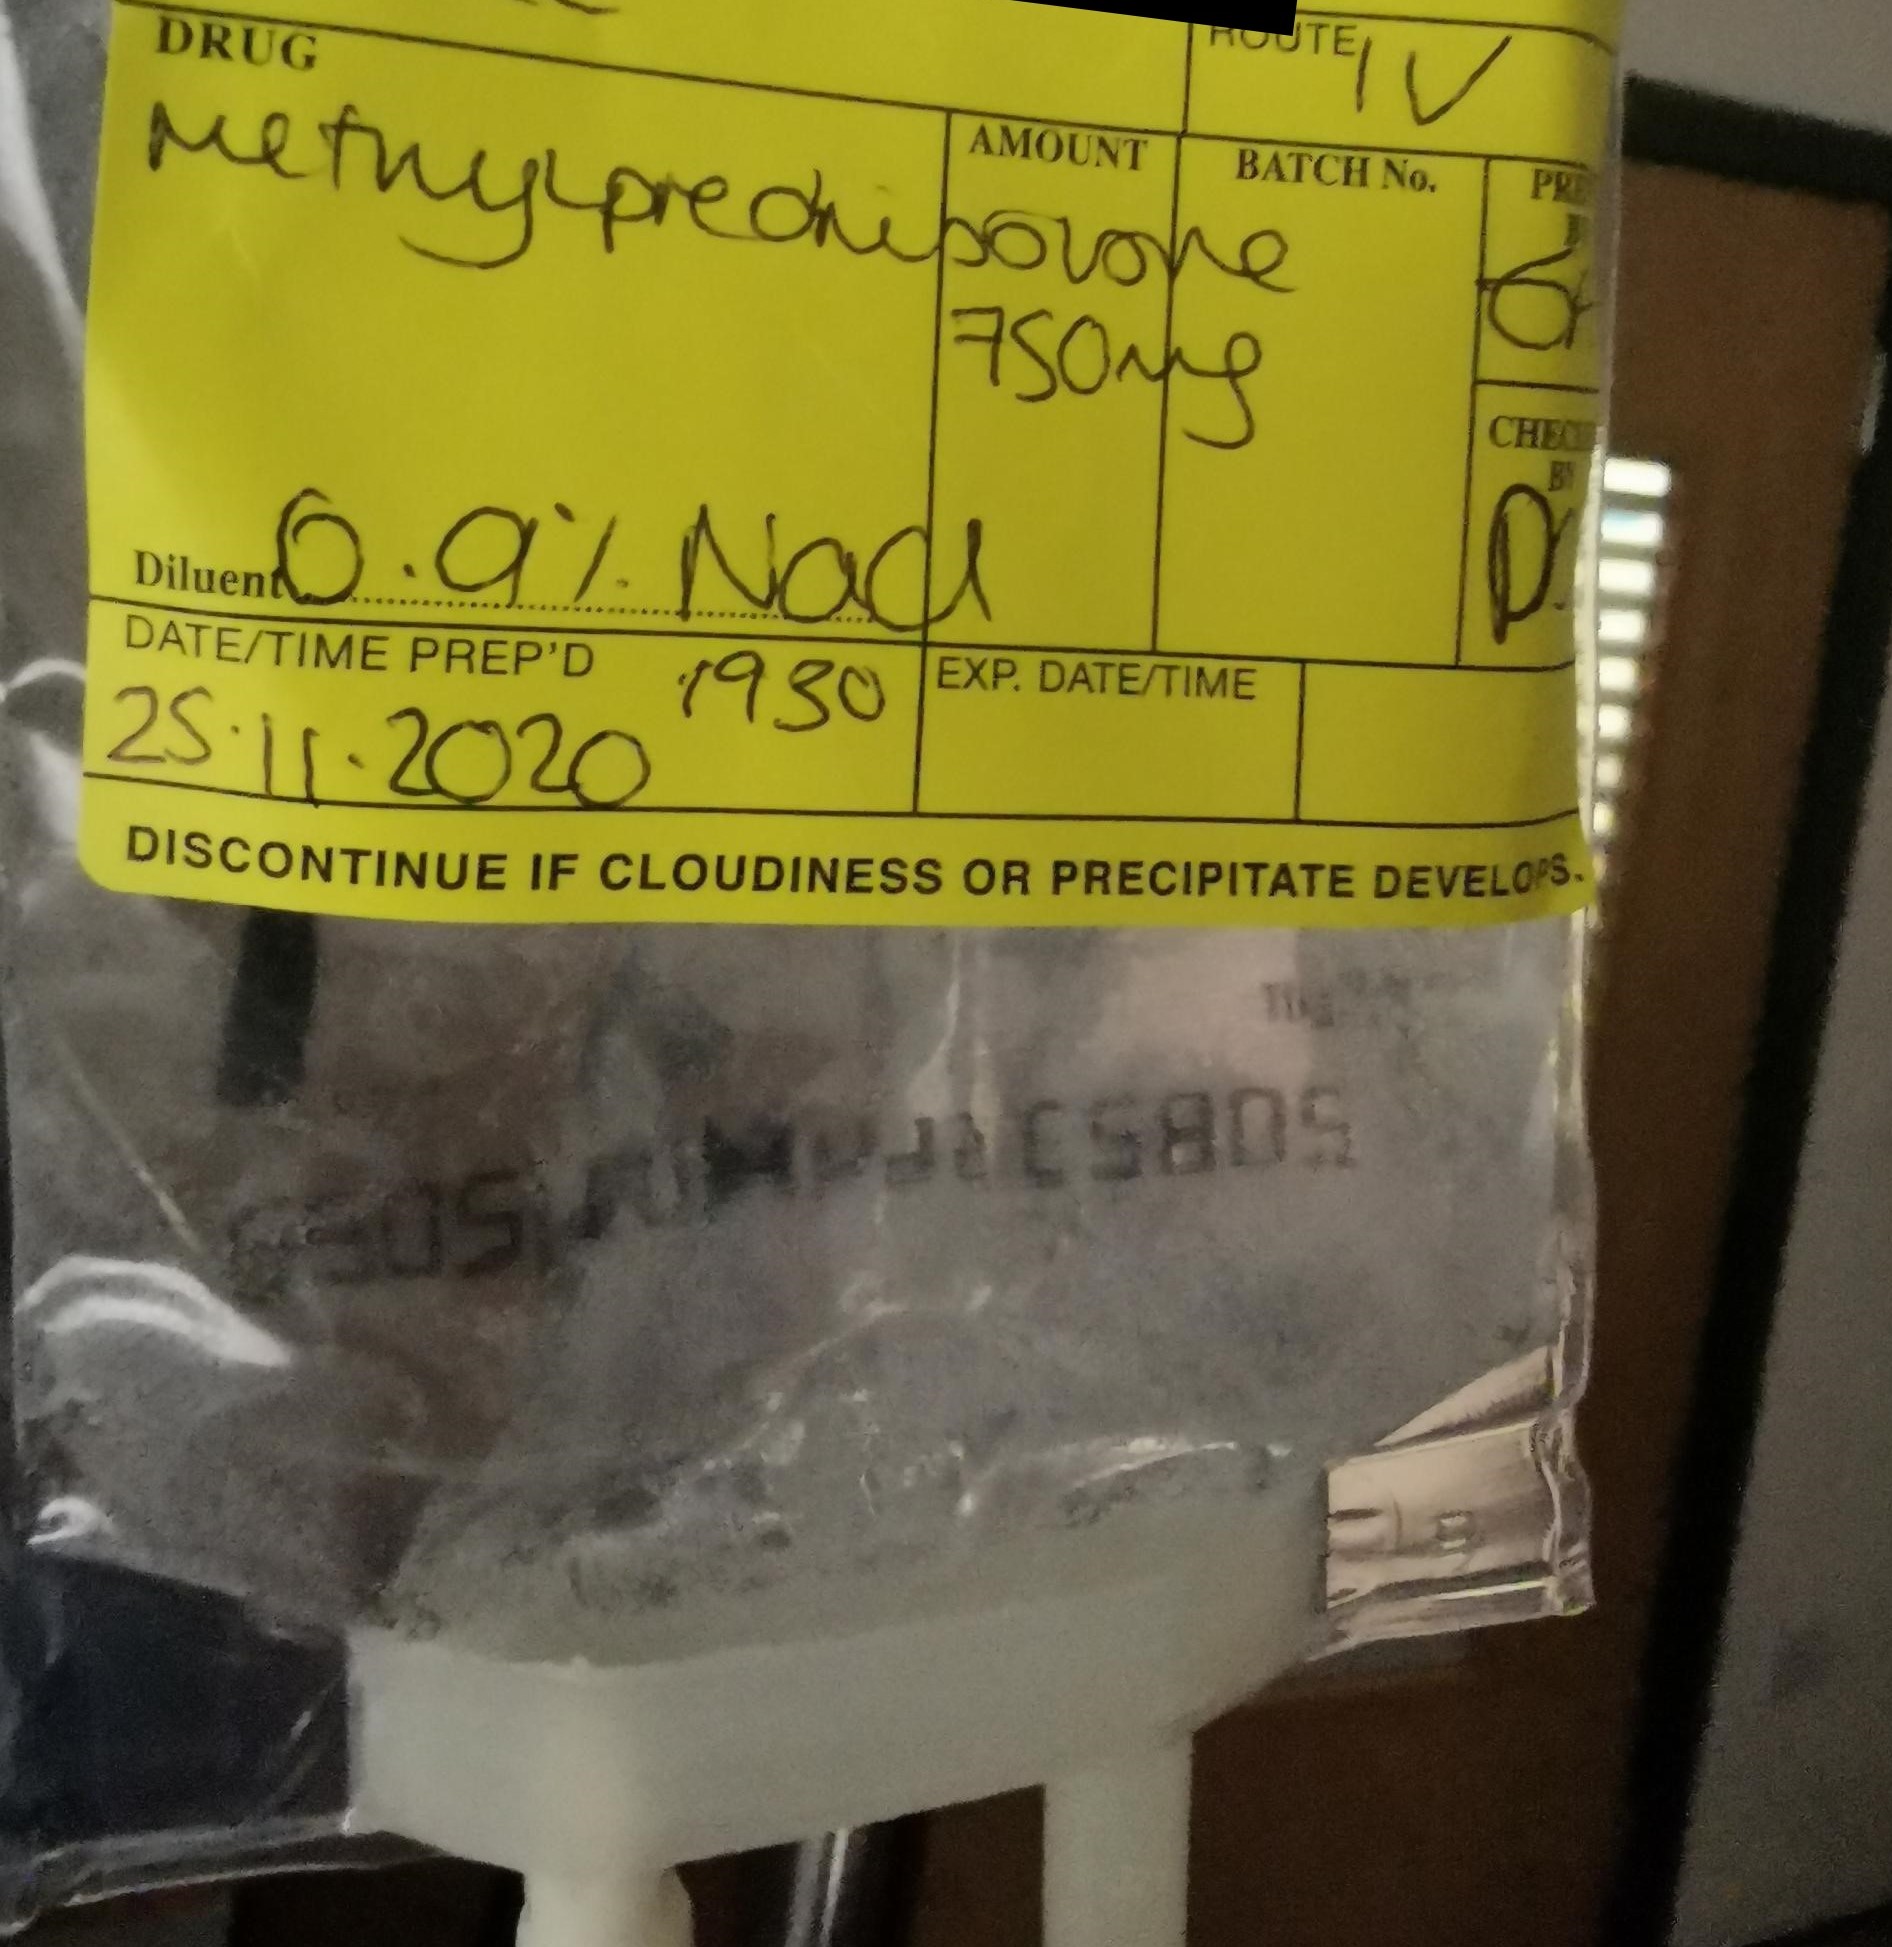 DRUG
ROUTE IV
Methylprednisolone
AMOUNT
BATCH No.
750mg
Diluent 0.9% NaCl
DATE/TIME PREP'D 1930
25.11.2020
EXP. DATE/TIME
DISCONTINUE IF CLOUDINESS OR PRECIPITATE DEVELOPS.